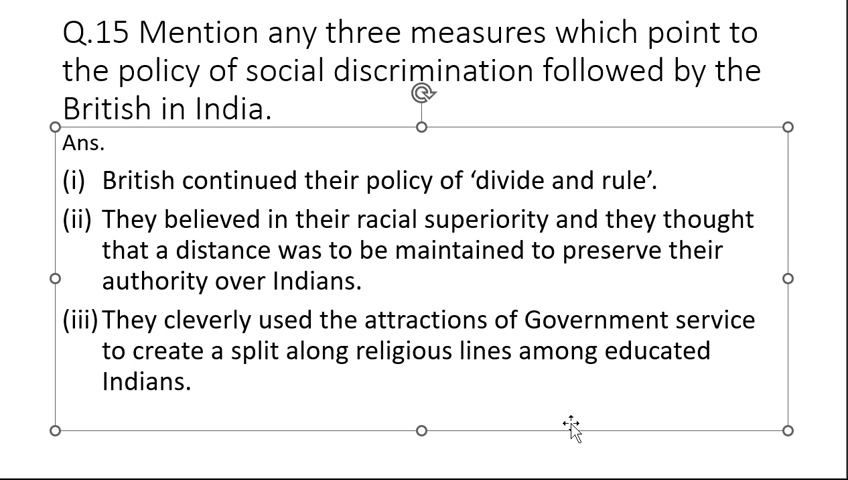 Q.15 Mention any three measures which point to
the policy of social discrimination followed by the
British in India.
Ans.
(i) British continued their policy of ‘divide and rule’.
(ii) They believed in their racial superiority and they thought
that a distance was to be maintained to preserve their
authority over Indians.
(iii) They cleverly used the attractions of Government service
to create a split along religious lines among educated
Indians.